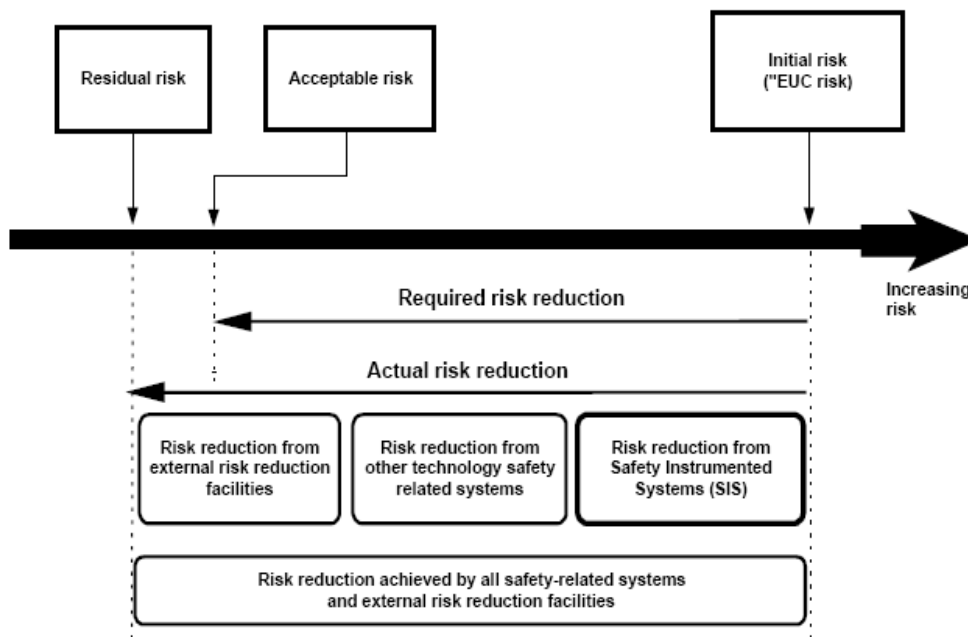 Residual risk
Acceptable risk
Initial risk
("EUC risk)
Increasing
risk
Required risk reduction
Actual risk reduction
Risk reduction from
external risk reduction
facilities
Risk reduction from
other technology safety
related systems
Risk reduction from
Safety Instrumented
Systems (SIS)
Risk reduction achieved by all safety-related systems
and external risk reduction facilities